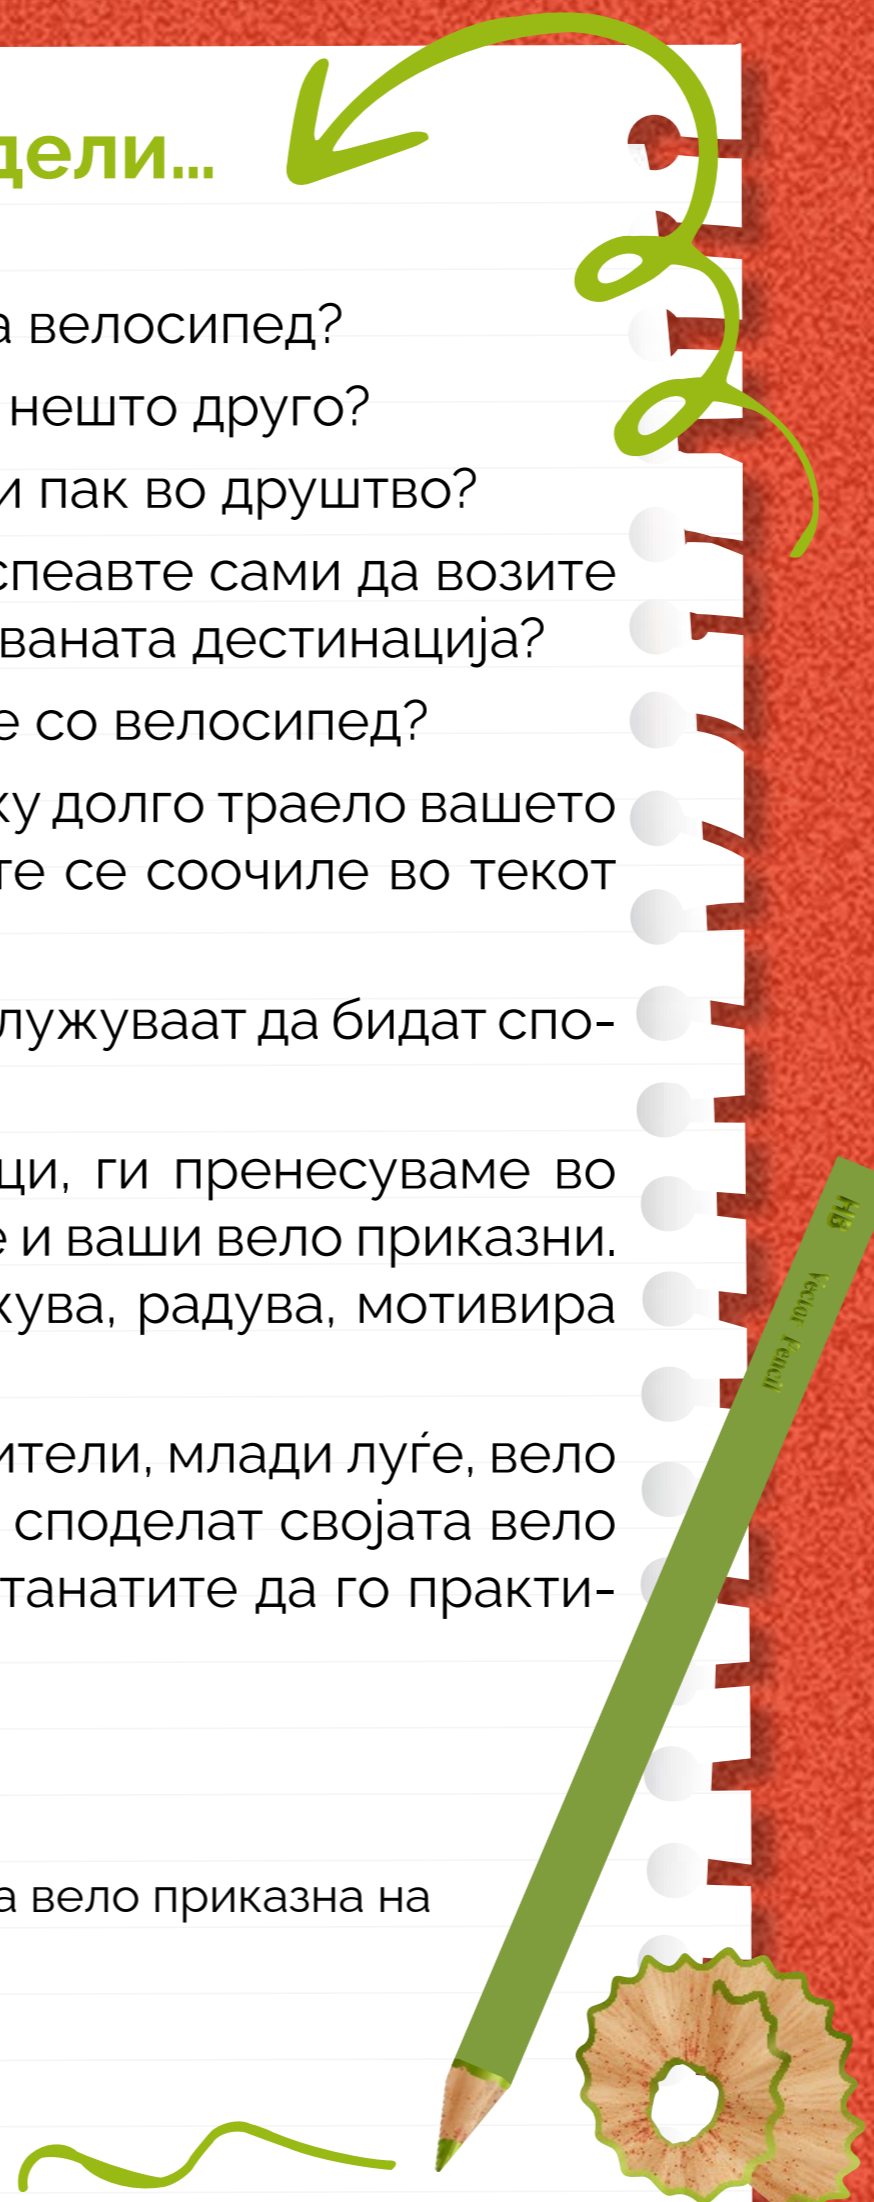 дели...
а велосипед?
нешто друго?
и пак во друштво?
спеавте сами да возите
ваната дестинација?
е со велосипед?
ку долго траело вашето
те се соочиле во текот
лужуваат да бидат спо-
ци, ги пренесуваме во
е и ваши вело приказни.
кува, радува, мотивира
ители, млади луѓе, вело
споделат својата вело
танатите да го практи-
а вело приказна на
HB
Vector Pencil